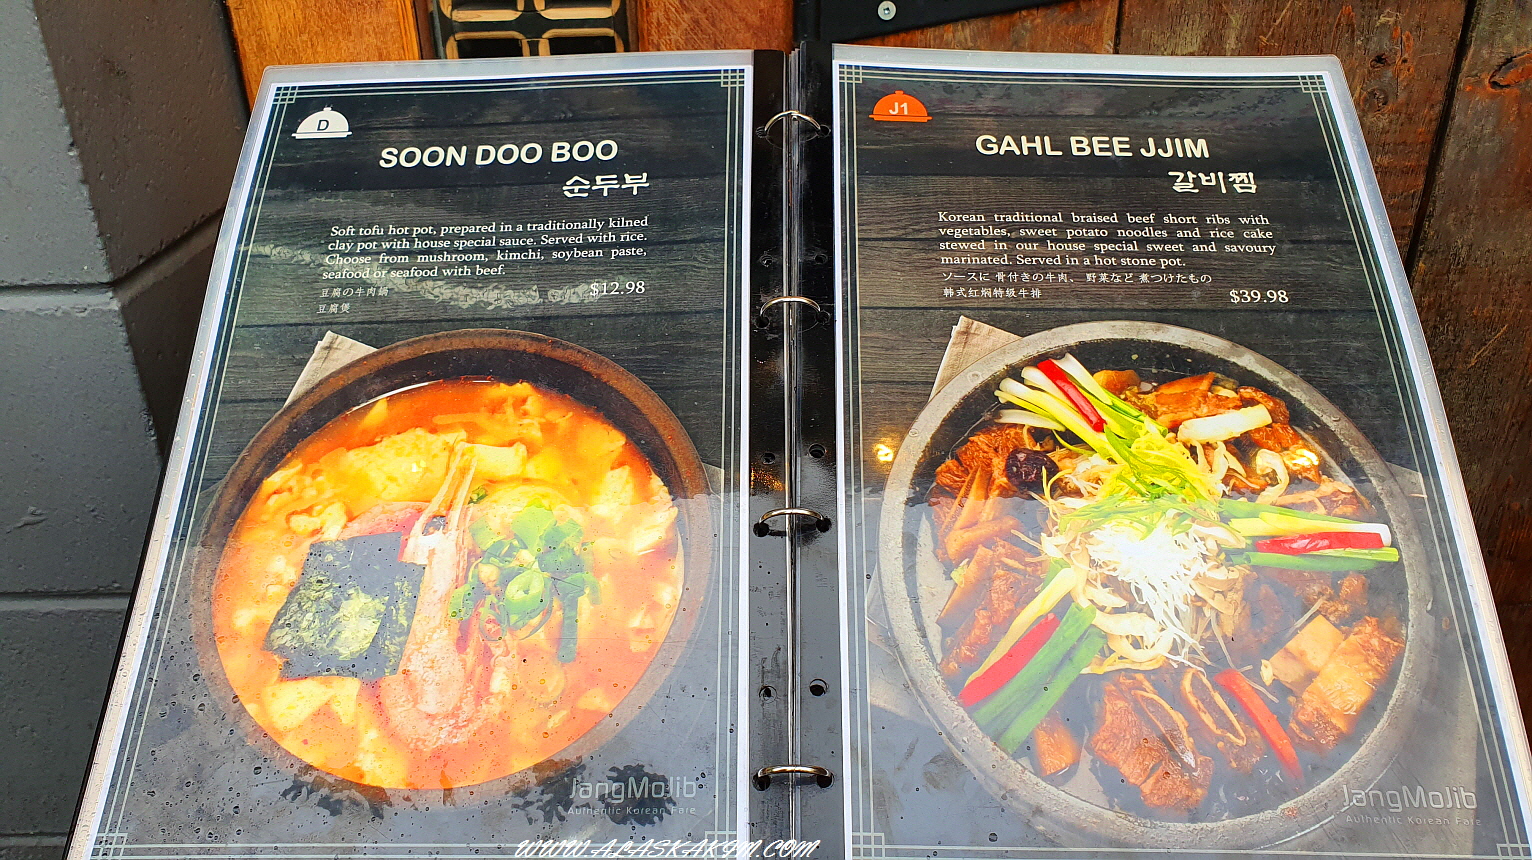 D
SOON DOO BOO
순두부
Soft tofu hot pot, prepared in a traditionally kilned
clay pot with house special sauce. Served with rice.
Choose from mushroom, kimchi, soybean paste,
seafood or seafood with beef.
豆腐の牛肉鍋
豆腐煲
$12.98
JangMoJib
Authentic Korean Fare
J1
GAHL BEE JJIM
갈비찜
Korean traditional braised beef short ribs with
vegetables, sweet potato noodles and rice cake
stewed in our house special sweet and savoury
marinated. Served in a hot stone pot.
ソースに 骨付きの牛肉、 野菜など 煮つけたもの
韩式红焖特级牛排
$39.98
JangMoJib
Authentic Korean Fare
WWW.ALASKAKIM.COM